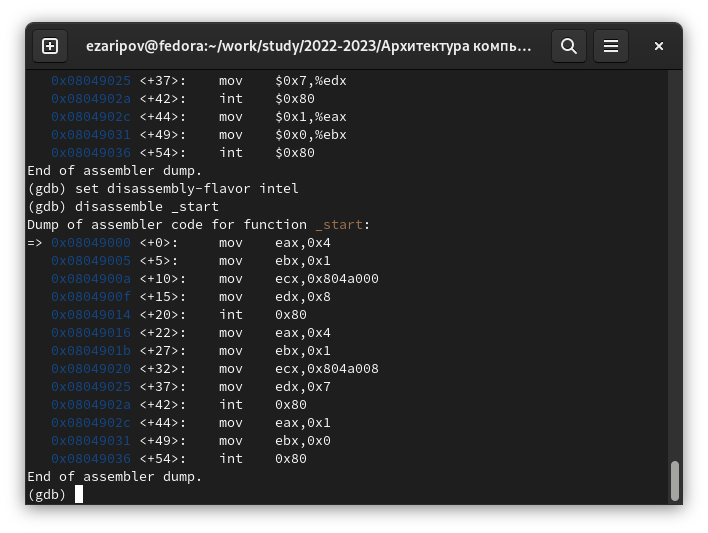 ezaripov@fedora:~/work/study/2022-2023/Архитектура компь…
0x08049025 <+37>:    mov    $0x7,%edx
0x0804902a <+42>:    int    $0x80
0x0804902c <+44>:    mov    $0x1,%eax
0x08049031 <+49>:    mov    $0x0,%ebx
0x08049036 <+54>:    int    $0x80
End of assembler dump.
(gdb) set disassembly-flavor intel
(gdb) disassemble _start
Dump of assembler code for function _start:
=> 0x08049000 <+0>:     mov    eax,0x4
0x08049005 <+5>:     mov    ebx,0x1
0x0804900a <+10>:    mov    ecx,0x804a000
0x0804900f <+15>:    mov    edx,0x8
0x08049014 <+20>:    int    0x80
0x08049016 <+22>:    mov    eax,0x4
0x0804901b <+27>:    mov    ebx,0x1
0x08049020 <+32>:    mov    ecx,0x804a008
0x08049025 <+37>:    mov    edx,0x7
0x0804902a <+42>:    int    0x80
0x0804902c <+44>:    mov    eax,0x1
0x08049031 <+49>:    mov    ebx,0x0
0x08049036 <+54>:    int    0x80
End of assembler dump.
(gdb)